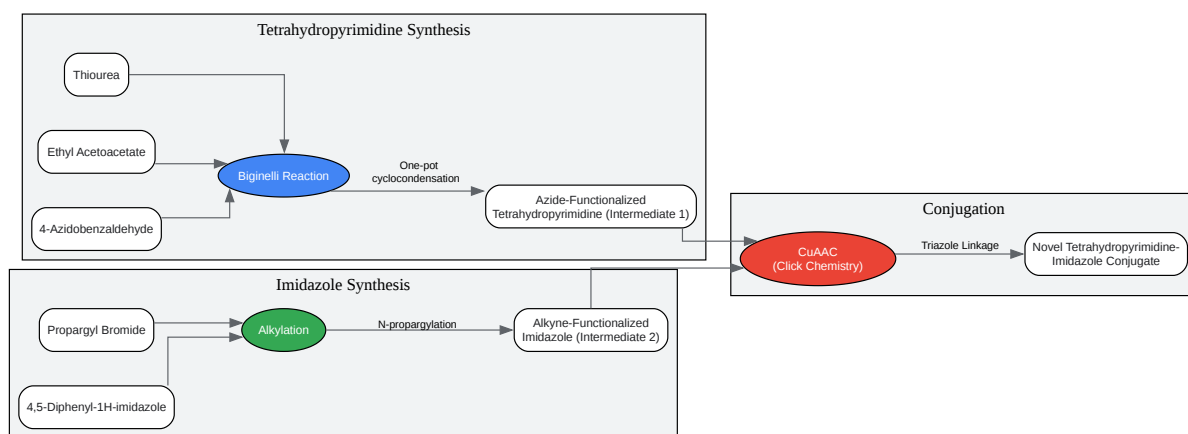 Tetrahydropyrimidine Synthesis
Thiourea
Ethyl Acetoacetate
4-Azidobenzaldehyde
Biginelli Reaction
One-pot
cyclocondensation
Azide-Functionalized
Tetrahydropyrimidine (Intermediate 1)
Imidazole Synthesis
Propargyl Bromide
4,5-Diphenyl-1H-imidazole
Alkylation
N-propargylation
Alkyne-Functionalized
Imidazole (Intermediate 2)
Conjugation
CuAAC
(Click Chemistry)
Triazole Linkage
Novel Tetrahydropyrimidine-
Imidazole Conjugate